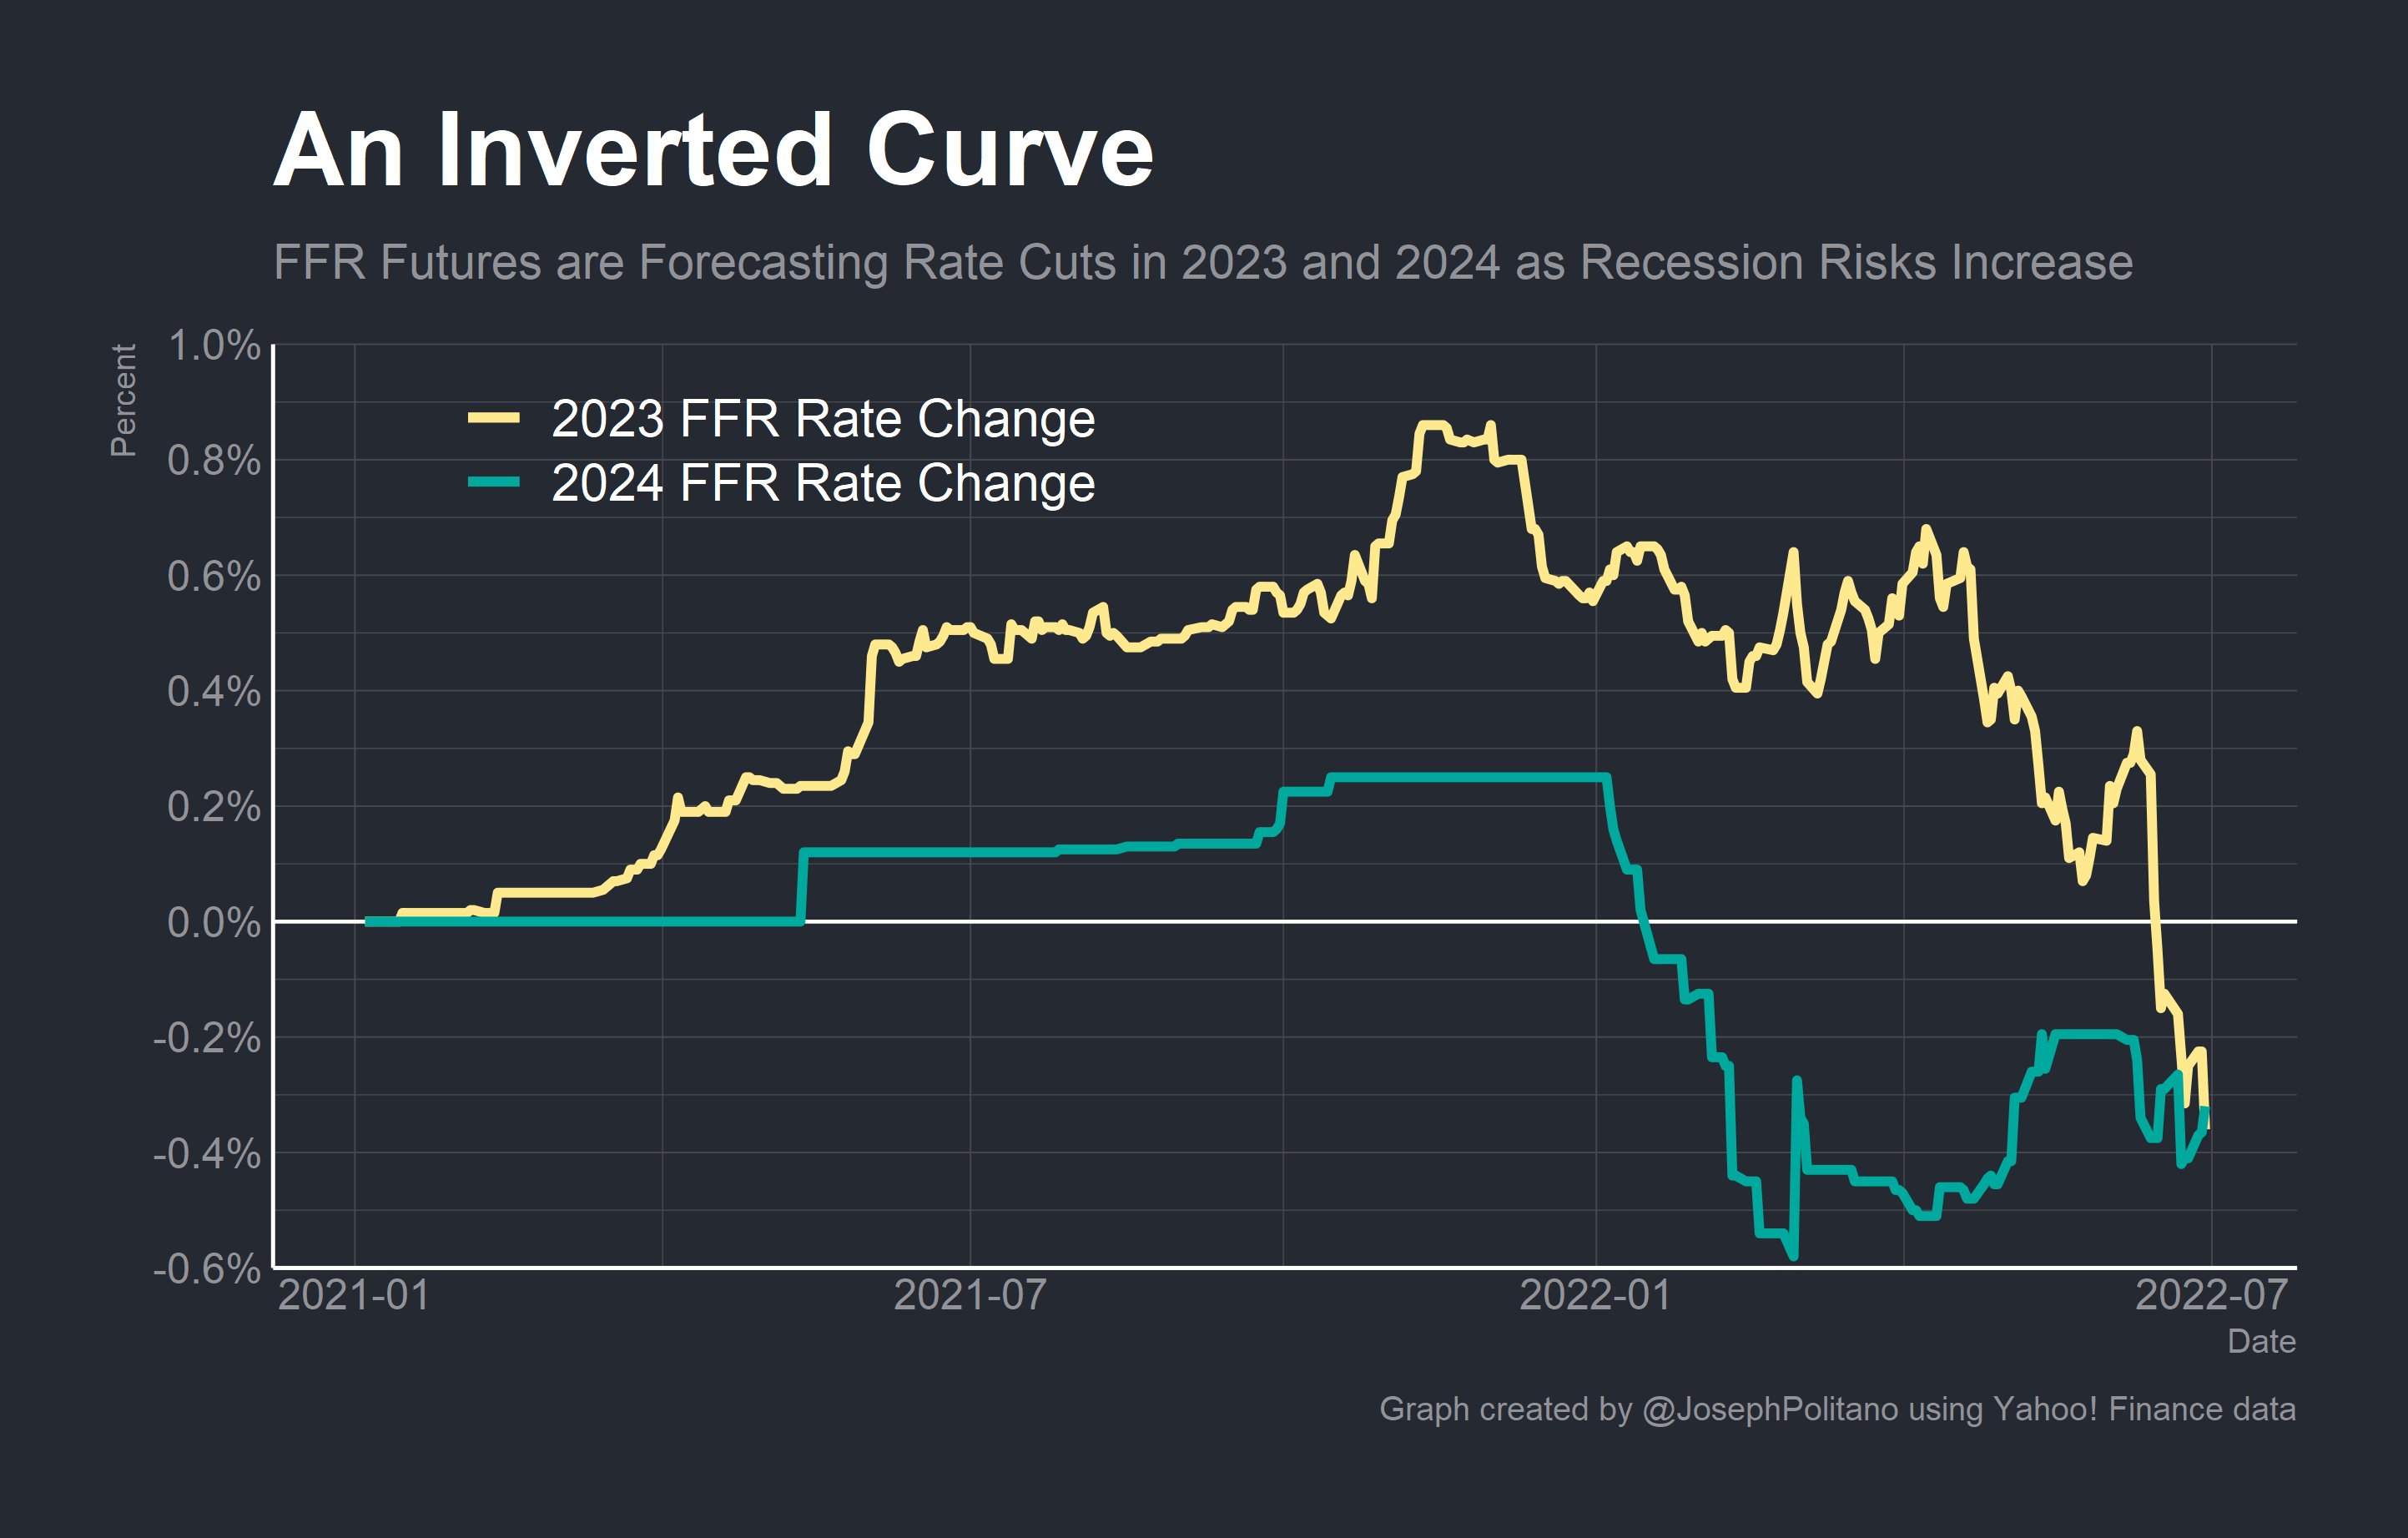 An Inverted Curve
FFR Futures are Forecasting Rate Cuts in 2023 and 2024 as Recession Risks Increase
Percent
1.0%
0.8%
0.6%
0.4%
0.2%
0.0%
-0.2%
-0.4%
-0.6%
2023 FFR Rate Change
2024 FFR Rate Change
2021-01
2021-07
2022-01
2022-07
Date
Graph created by @JosephPolitano using Yahoo! Finance data